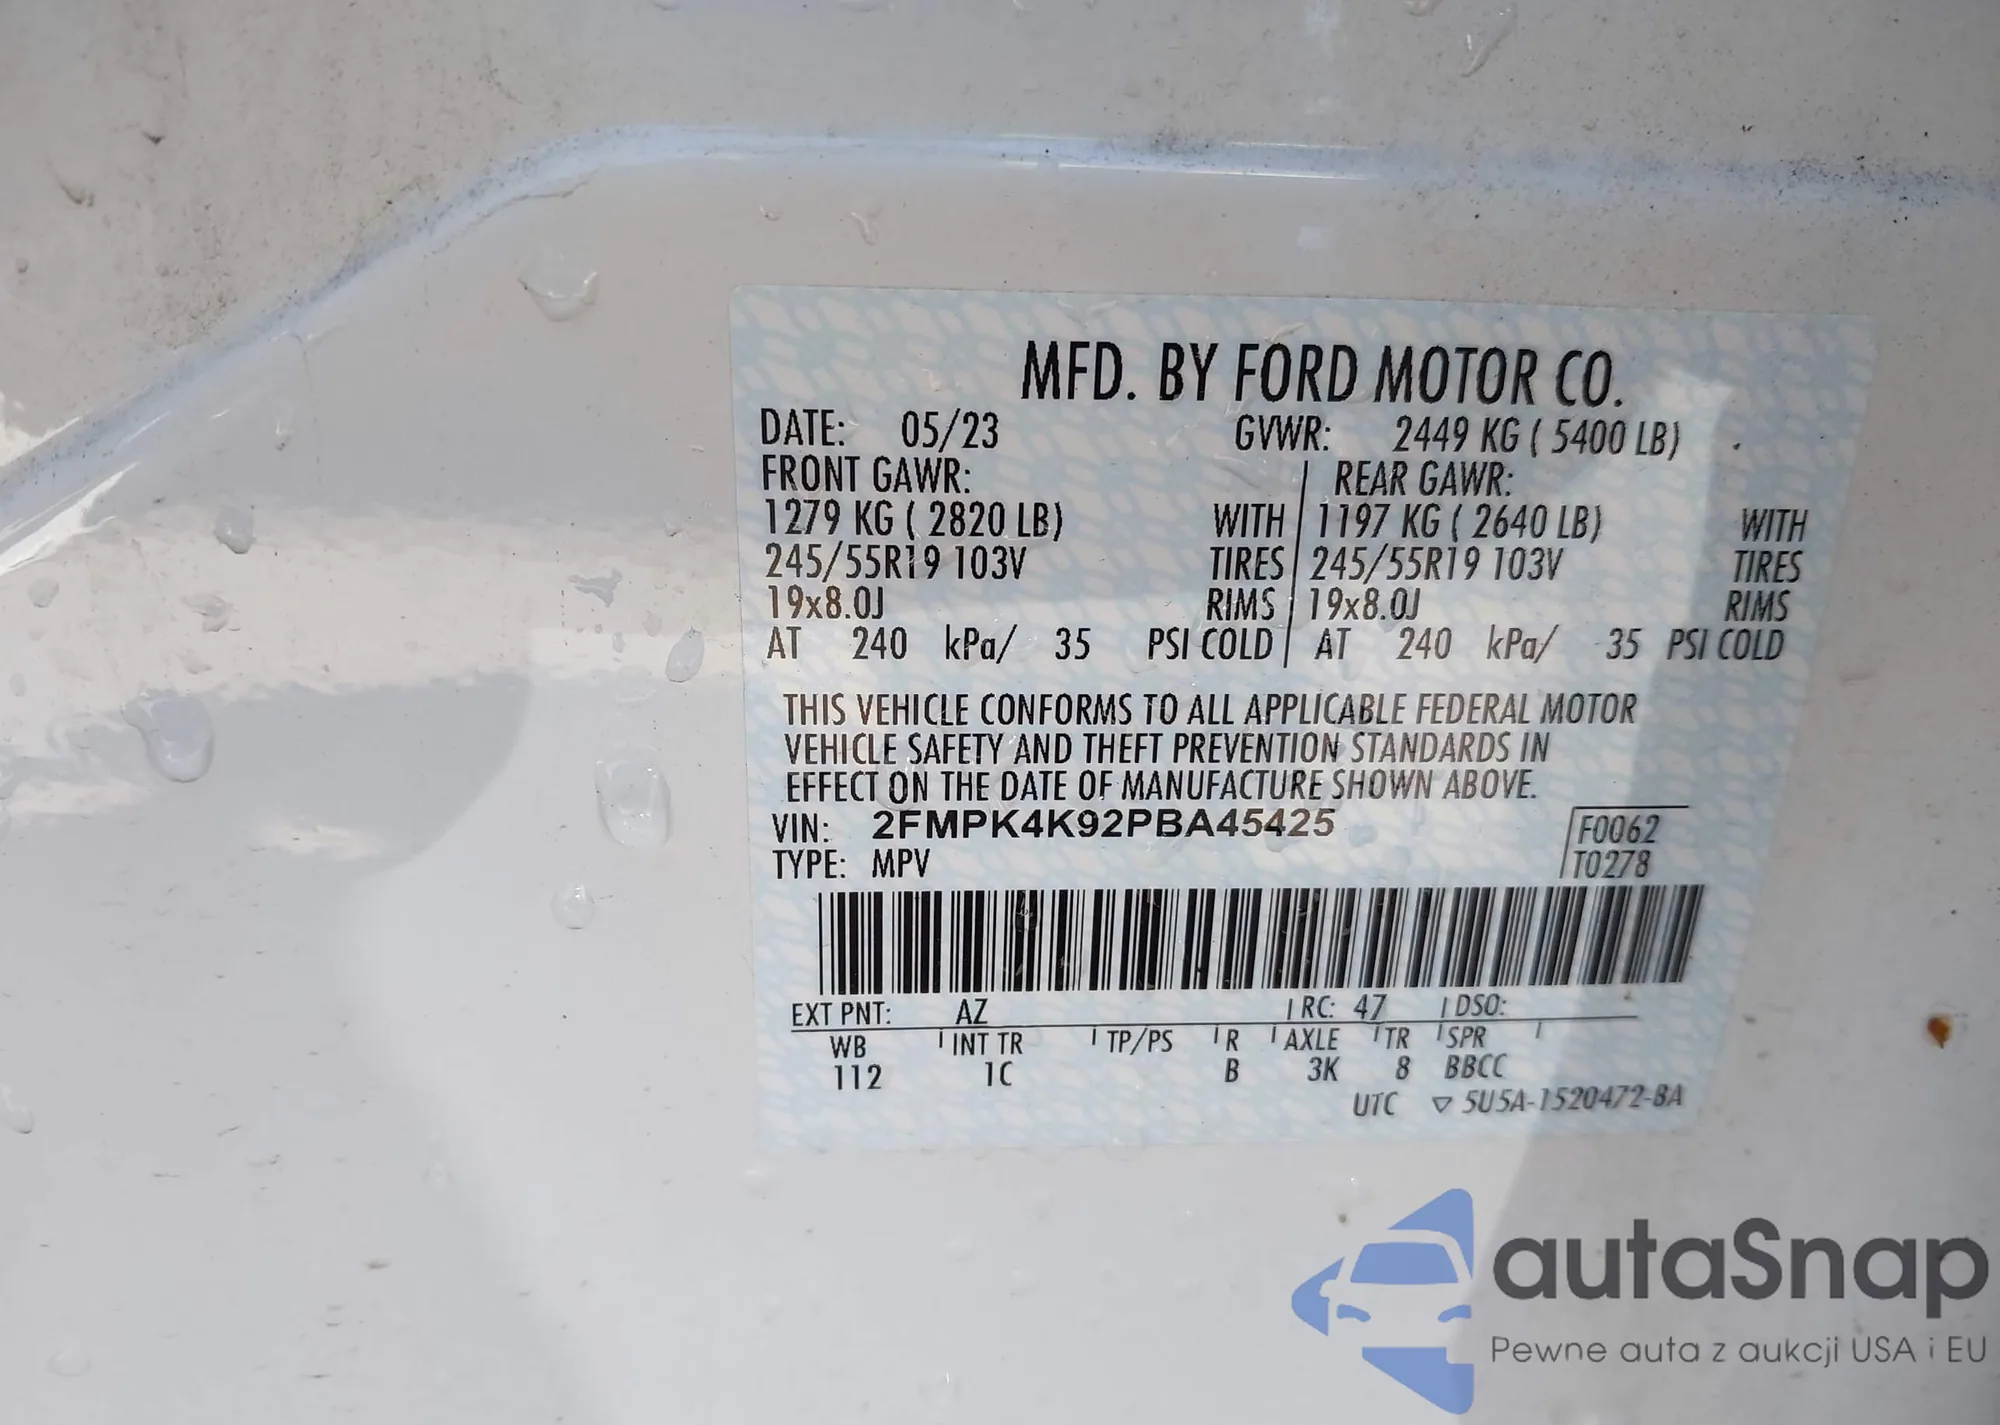 MFD. BY FORD MOTOR CO.
DATE: 05/23 GVWR: 2449 KG ( 5400 LB)
FRONT GAWR: REAR GAWR:
1279 KG ( 2820 LB) WITH 1197 KG ( 2640 LB) WITH
245/55R19 103V TIRES 245/55R19 103V TIRES
19x8.0J RIMS 19x8.0J RIMS
AT 240 kPa/ 35 PSI COLD AT 240 kPa/ 35 PSI COLD
THIS VEHICLE CONFORMS TO ALL APPLICABLE FEDERAL MOTOR
VEHICLE SAFETY AND THEFT PREVENTION STANDARDS IN
EFFECT ON THE DATE OF MANUFACTURE SHOWN ABOVE.
VIN: 2FMPK4K92PBA45425 F0062
TYPE: MPV T0278
EXT PNT: AZ RC: 47 DSO:
WB INT TR TP/PS R AXLE TR SPR
112 1C B 3K 8 BBCC
UTC ▽ 5U5A-1520472-BA
autaSnap
Pewne auta z aukcji USA i EU